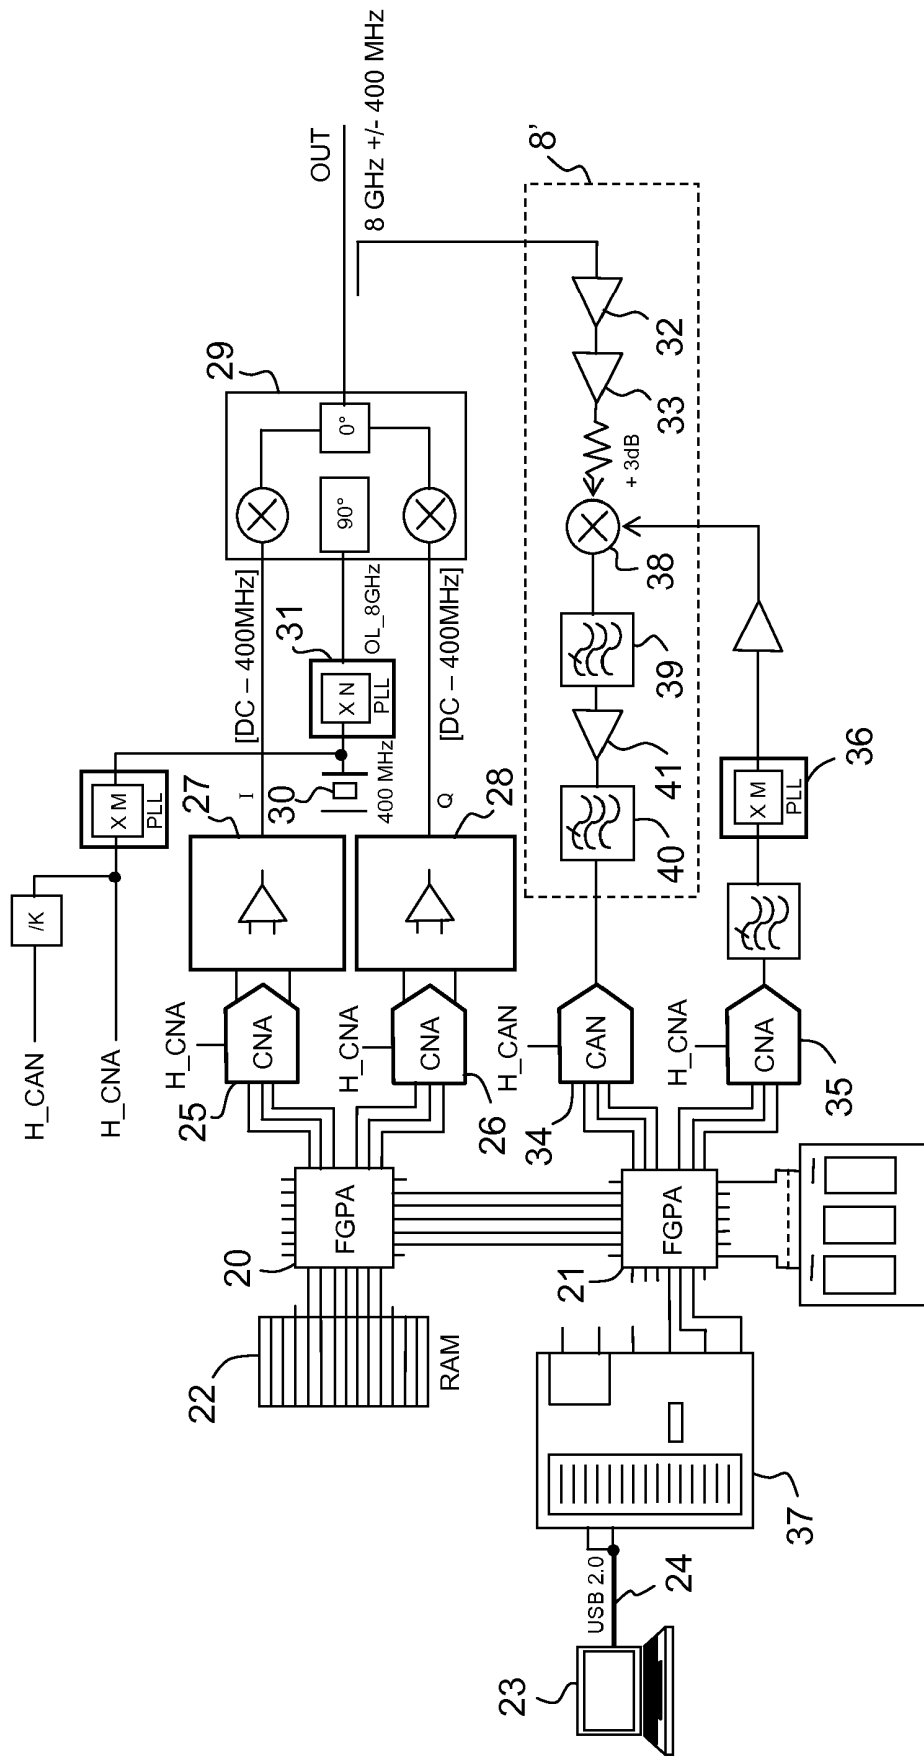 OUT
8 GHz +/- 400 MHz
29
0°
90°
[DC – 400MHz]
OL_8GHz
[DC – 400MHz]
31
X N
PLL
X M
PLL
400 MHz
30
I
Q
27
28
/K
H_CAN
H_CNA
H_CNA
CNA
25
H_CNA
CNA
26
FGPA
20
22
RAM
8'
32
33
+ 3dB
38
39
41
40
H_CAN
CAN
34
36
X M
PLL
H_CNA
CNA
35
FGPA
21
37
USB 2.0
24
23